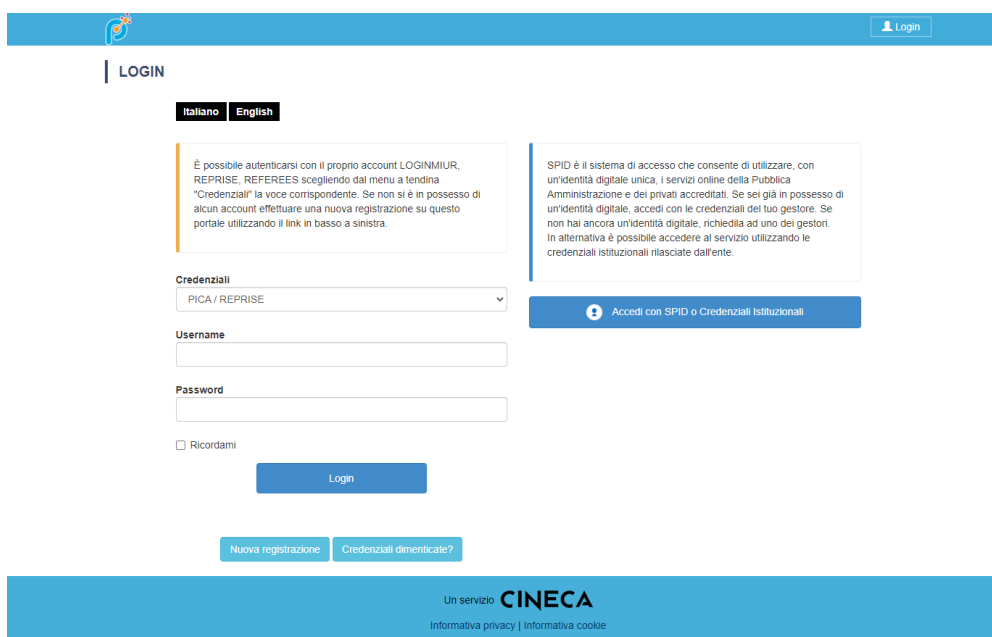 Login
LOGIN
Italiano English
È possibile autenticarsi con il proprio account LOGINMIUR,
REPRISE, REFEREES scegliendo dal menu a tendina
"Credenziali" la voce corrispondente. Se non si è in possesso di
alcun account effettuare una nuova registrazione su questo
portale utilizzando il link in basso a sinistra.
Credenziali
PICA / REPRISE
Username
Password
Ricordami
Login
Nuova registrazione Credenziali dimenticate?
SPID è il sistema di accesso che consente di utilizzare, con
un'identità digitale unica, i servizi online della Pubblica
Amministrazione e dei privati accreditati. Se sei già in possesso di
un'identità digitale, accedi con le credenziali del tuo gestore. Se
non hai ancora un'identità digitale, richiedila ad uno dei gestori.
In alternativa è possibile accedere al servizio utilizzando le
credenziali istituzionali rilasciate dall'ente.
Accedi con SPID o Credenziali Istituzionali
Un servizio CINECA
Informativa privacy | Informativa cookie